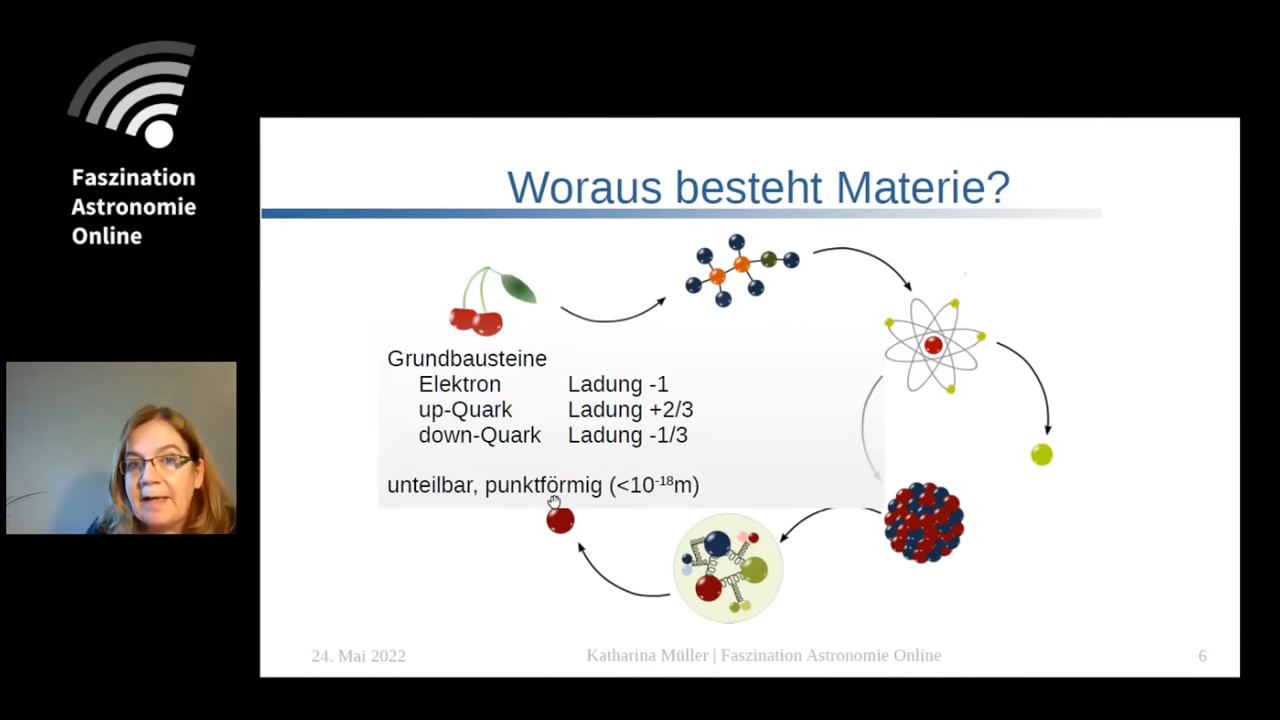 Faszination
Astronomie
Online
Woraus besteht Materie?
Grundbausteine
Elektron Ladung -1
up-Quark Ladung +2/3
down-Quark Ladung -1/3
unteilbar, punktförmig (<10⁻¹⁸m)
24. Mai 2022 Katharina Müller | Faszination Astronomie Online 6